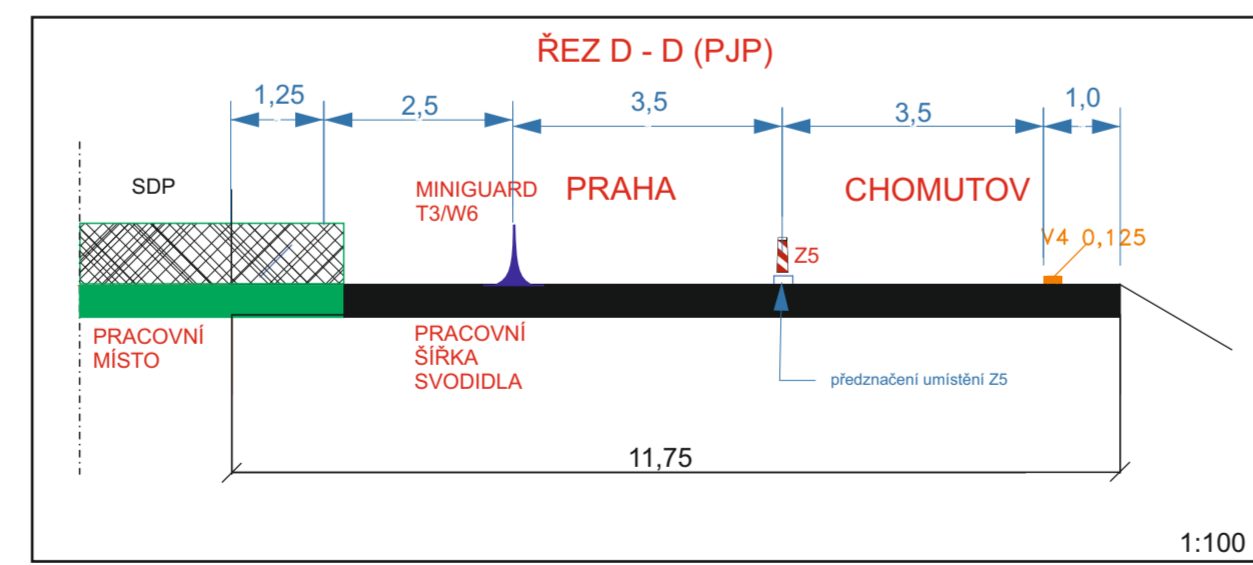 ŘEZ D - D (PJP)
1,25
2,5
3,5
3,5
1,0
SDP
MINIGUARD
T3/W6
PRAHA
CHOMUTOV
V4 0,125
Z5
PRACOVNÍ
MÍSTO
PRACOVNÍ
ŠÍŘKA
SVODIDLA
předznačení umístění Z5
11,75
1:100